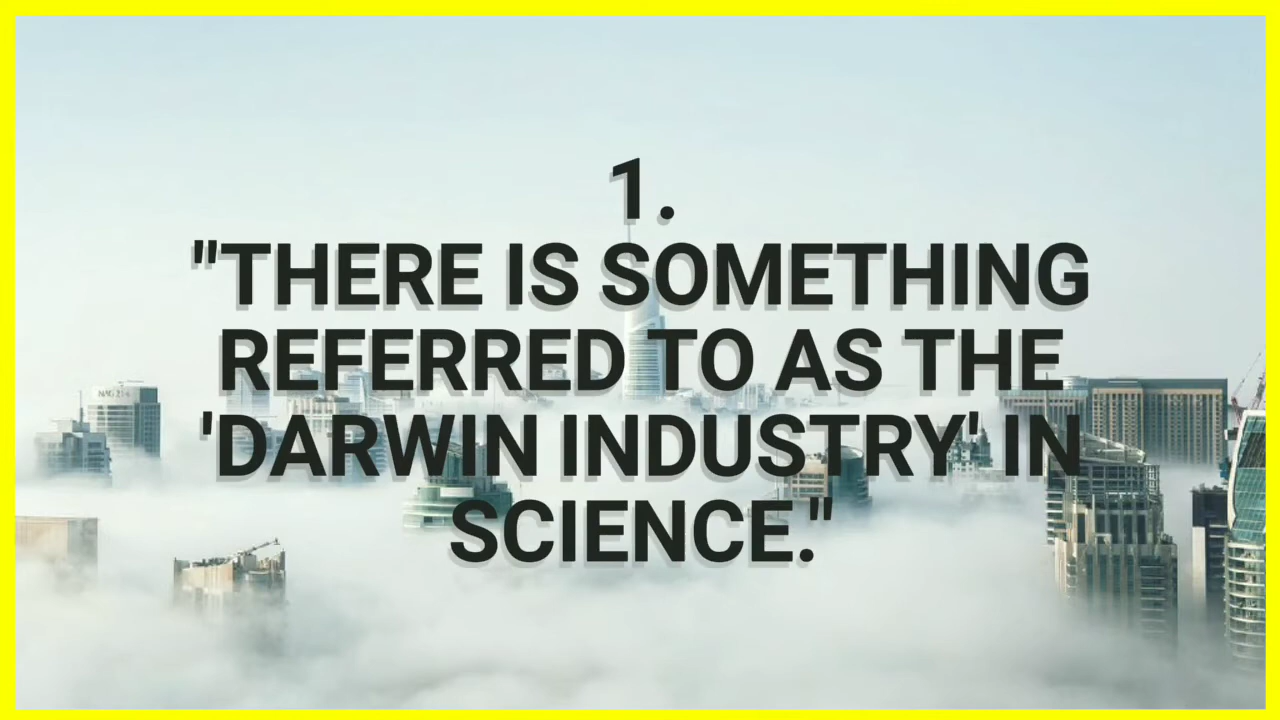 1.
"THERE IS SOMETHING
REFERRED TO AS THE
'DARWIN INDUSTRY' IN
SCIENCE."